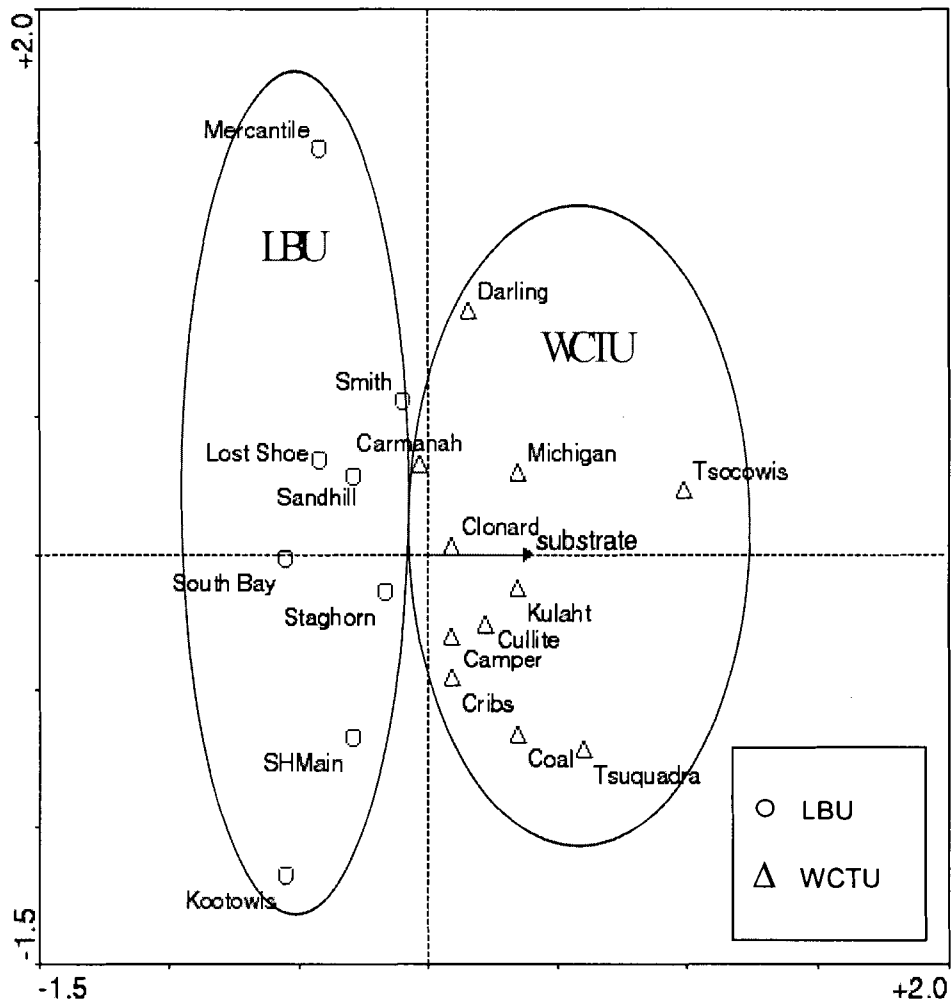 +2.0
Mercantile
LBU
Darling
WCTU
Smith
Carmanah
Lost Shoe
Michigan
Tsocowis
Sandhill
Clonard
substrate
South Bay
Staghorn
Kulaht
Cullite
Camper
Cribs
SHMain
Coal
Tsuquadra
LBU
WCTU
Kootowis
-1.5
-1.5
+2.0